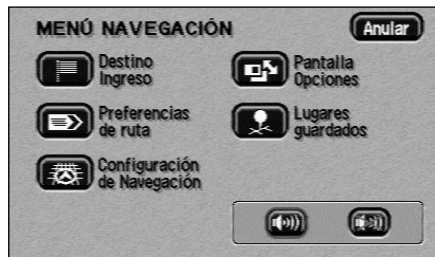 MENÚ NAVEGACIÓN
Anular
Destino
Ingreso
Pantalla
Opciones
Preferencias
de ruta
Lugares
guardados
Configuración
de Navegación